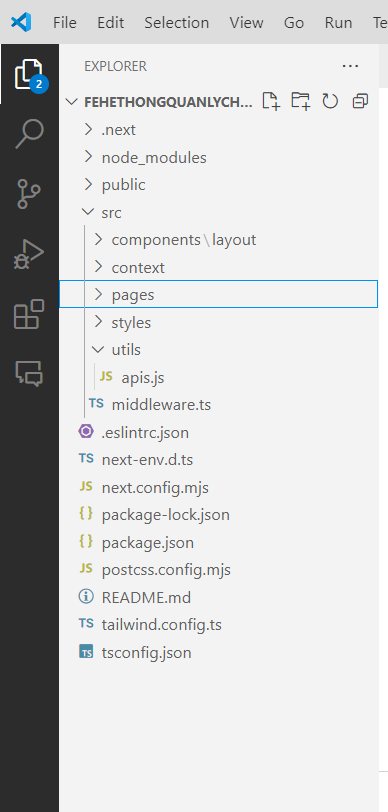 File Edit Selection View Go Run Te
EXPLORER ...
FEHETHONGQUANLYCH...
.next
node_modules
public
src
components\layout
context
pages
styles
utils
JS apis.js
TS middleware.ts
.eslintrc.json
TS next-env.d.ts
JS next.config.mjs
{ } package-lock.json
{ } package.json
JS postcss.config.mjs
README.md
TS tailwind.config.ts
TS tsconfig.json
2